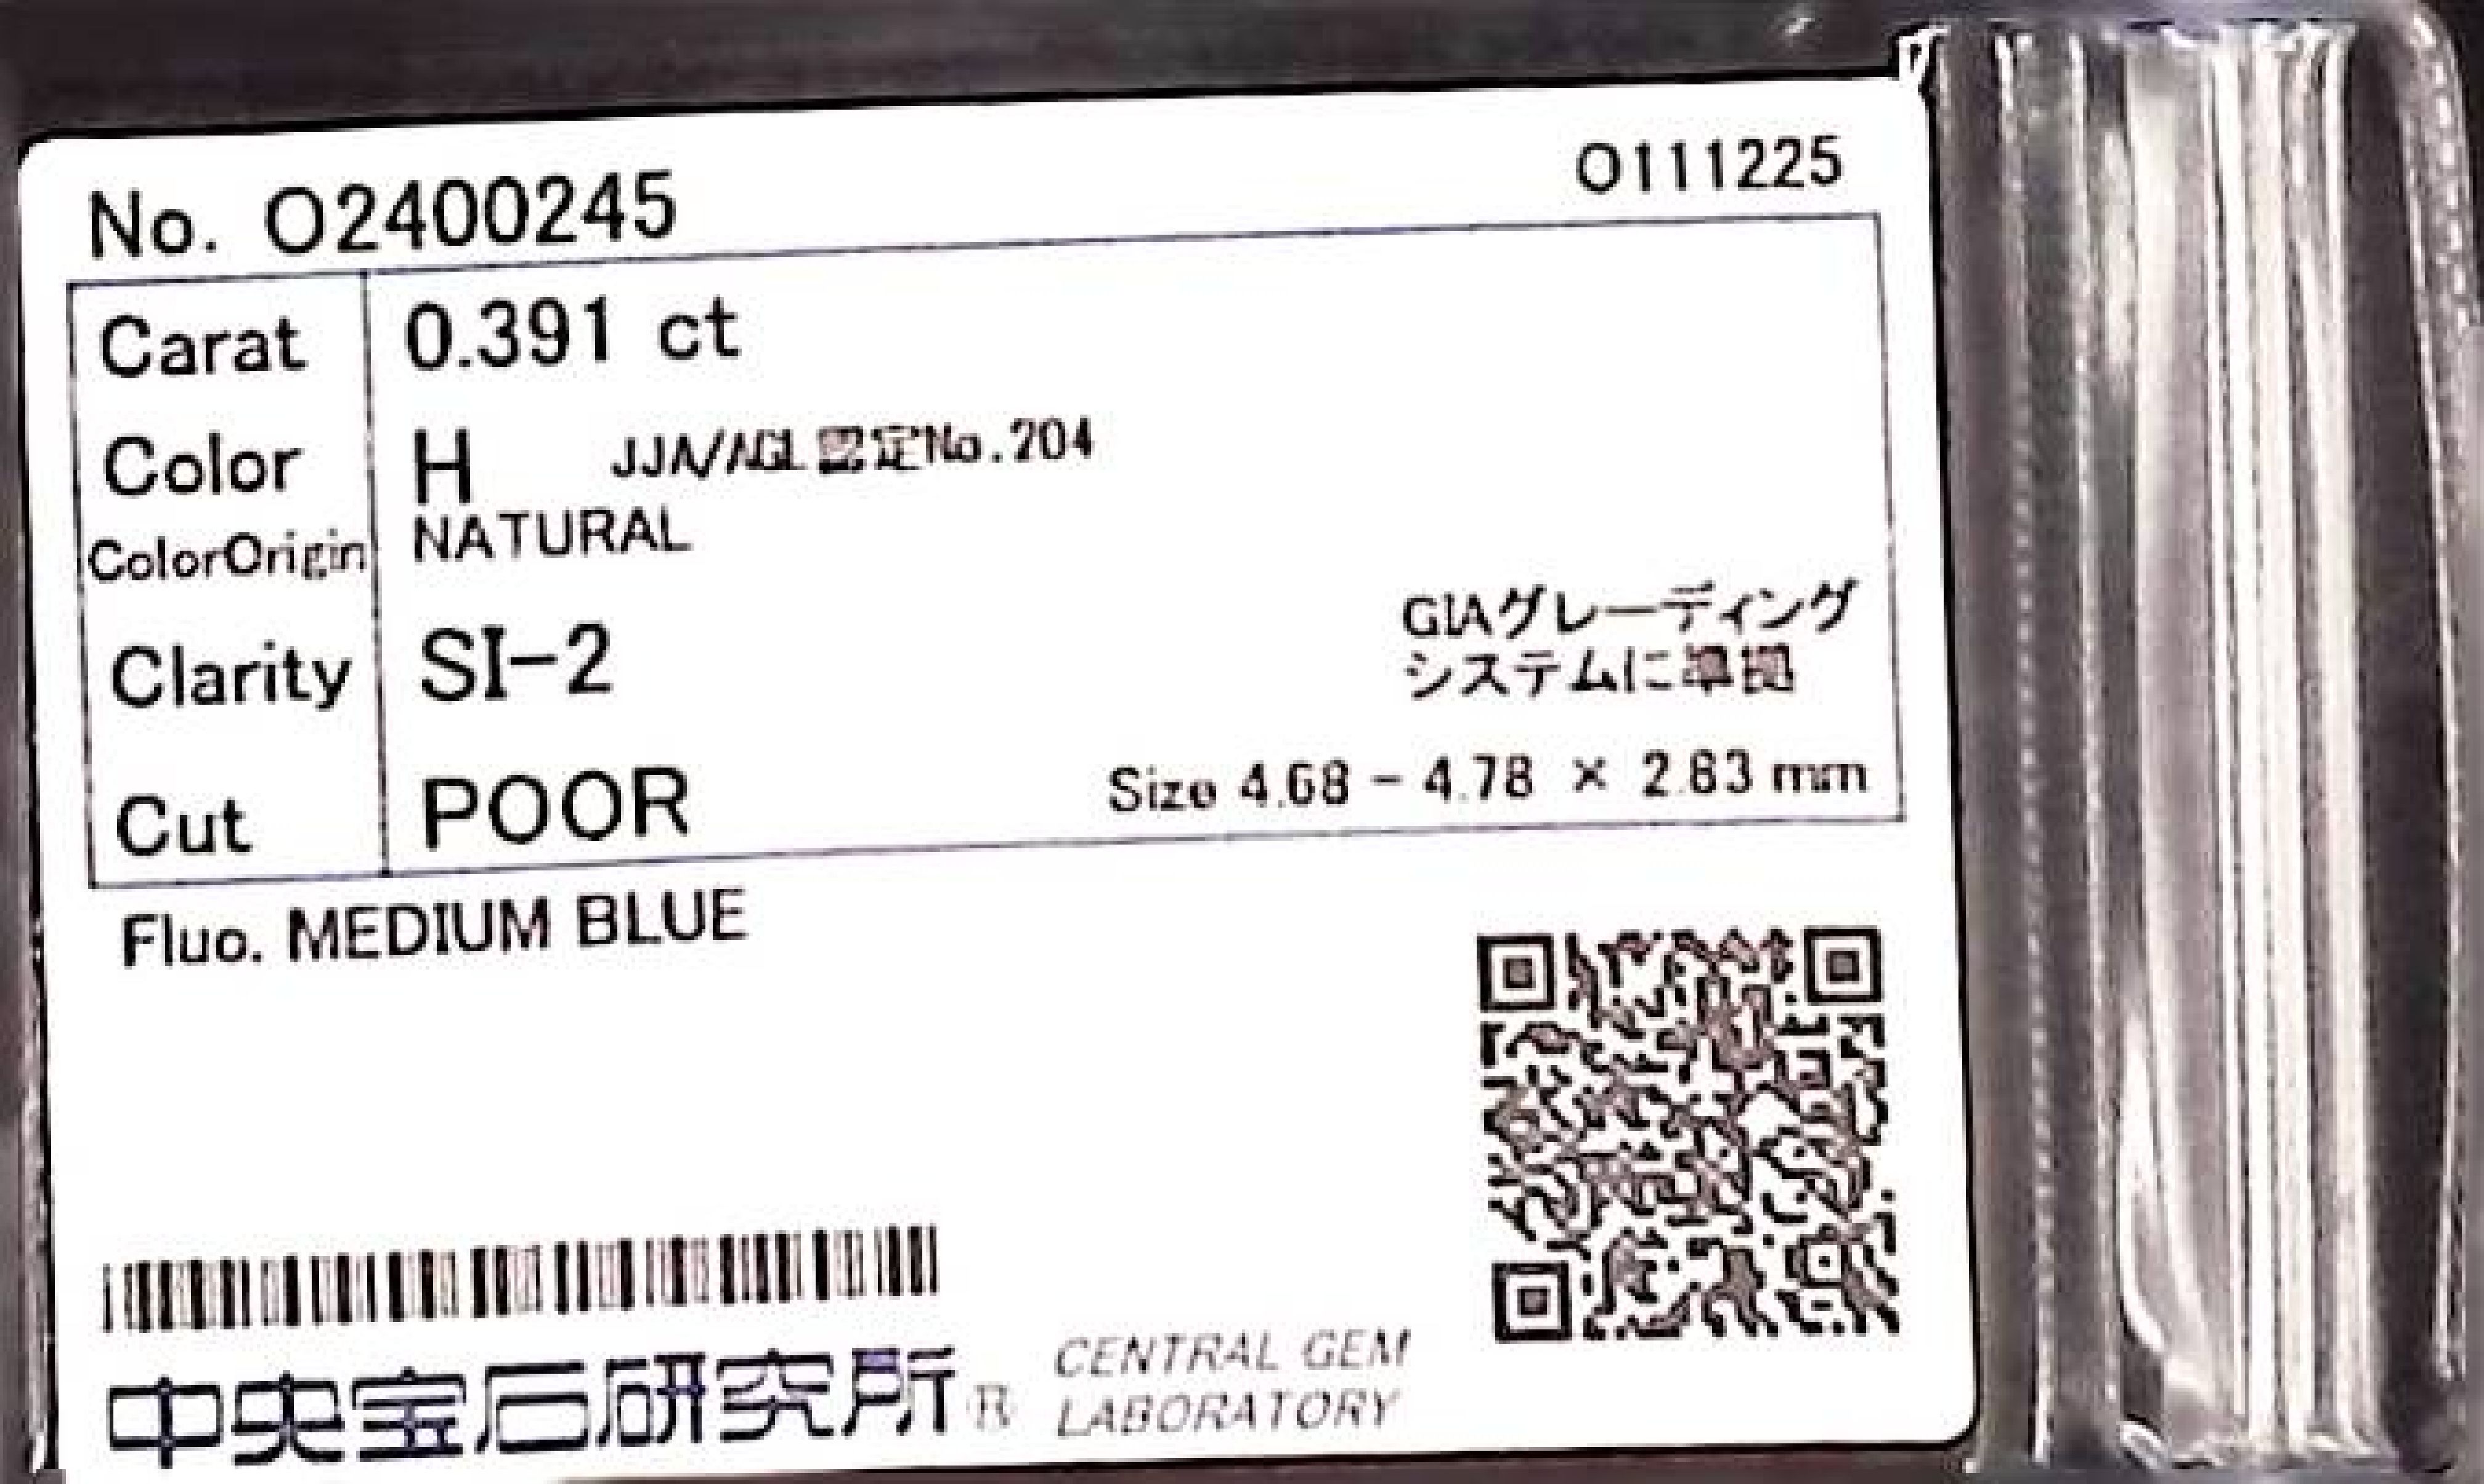 No. O2400245
O111225
Carat 0.391 ct
Color H JJA/AGL認定No.204
ColorOrigin NATURAL
Clarity SI-2
GIAグレーディング
システムに準拠
Cut POOR
Size 4.68 - 4.78 × 2.83 mm
Fluo. MEDIUM BLUE
中央宝石研究所® CENTRAL GEM
LABORATORY